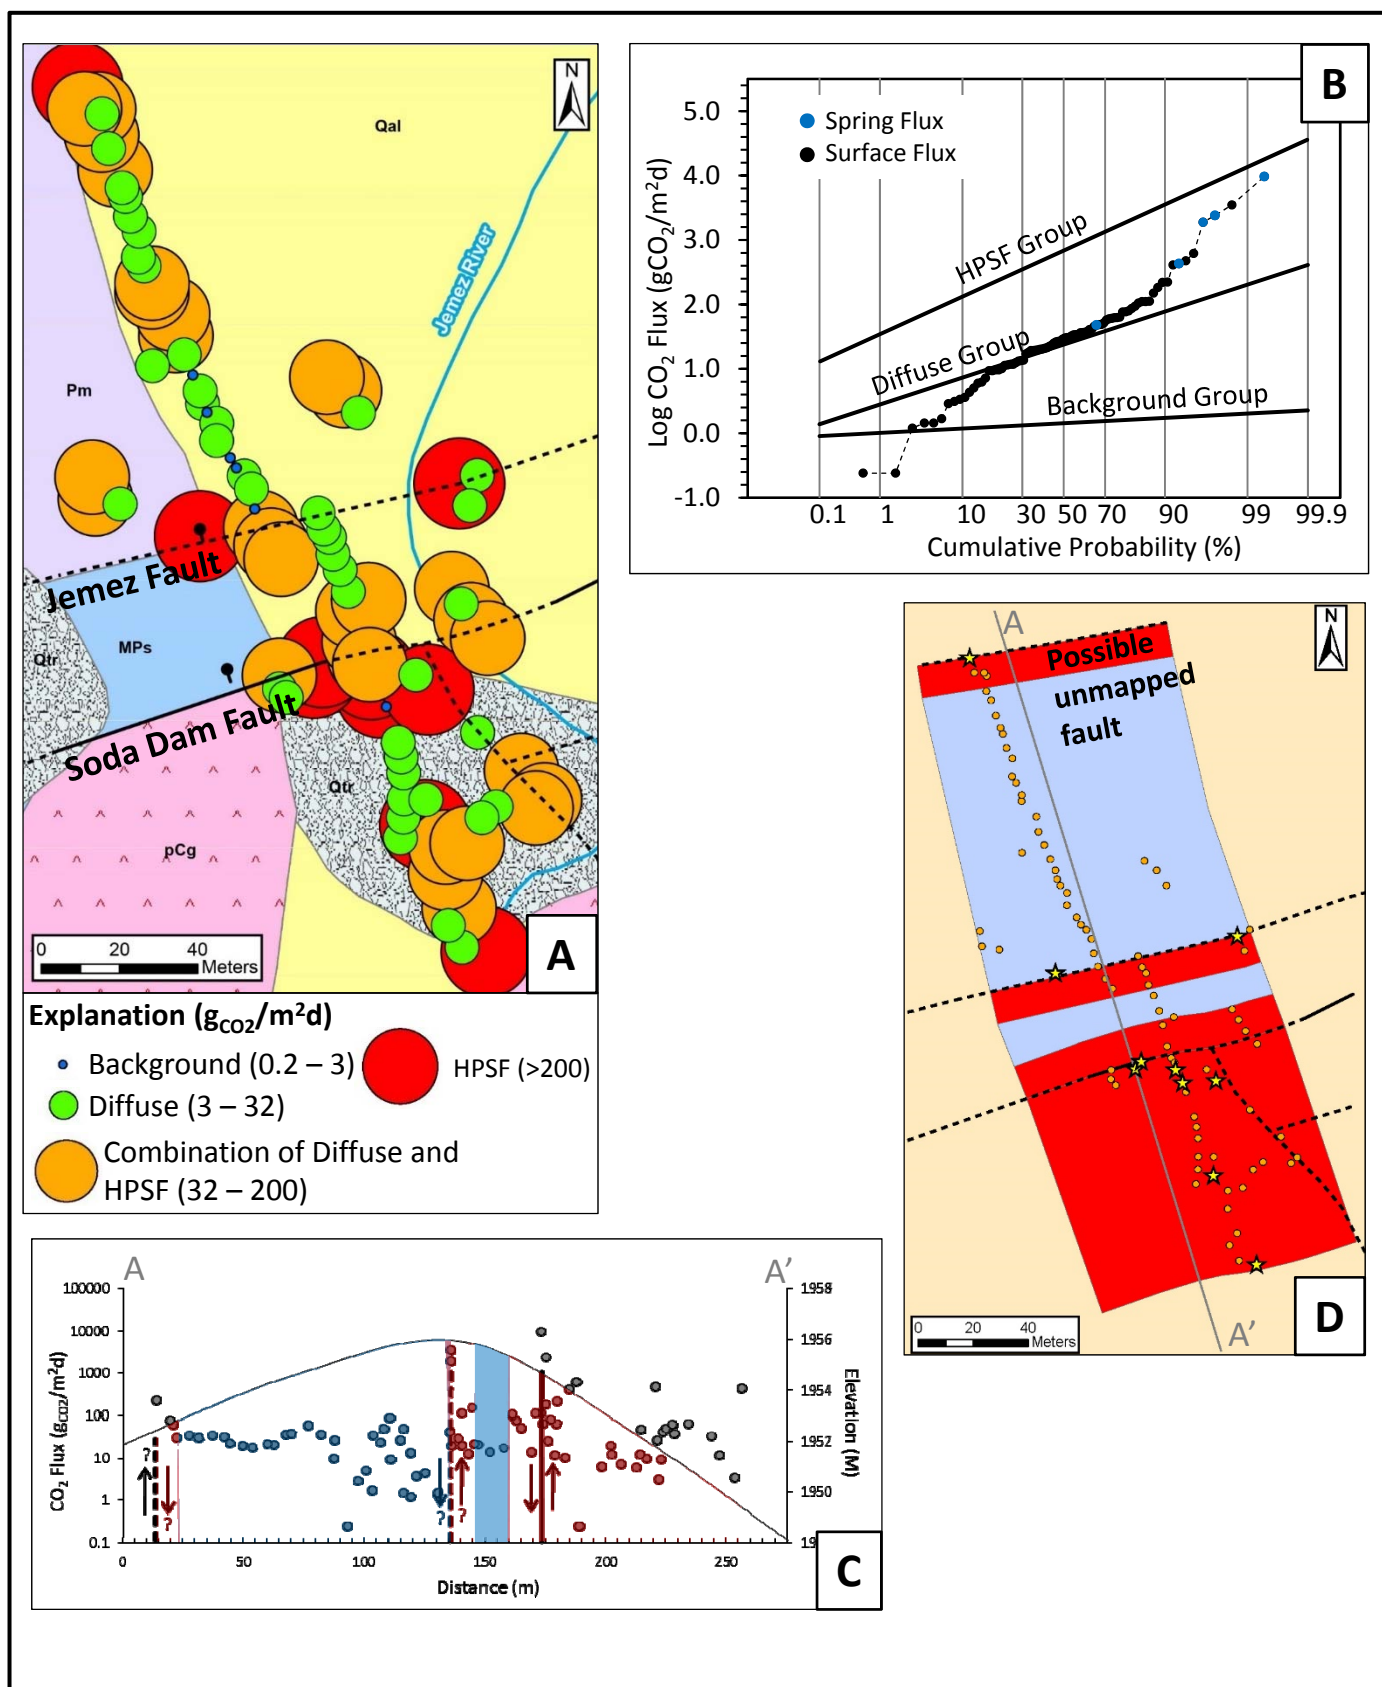 N
Qal
Jemez River
Pm
Jemez Fault
MPs
Qtr
Soda Dam Fault
Qtr
pCg
0 20 40
Meters
A
Explanation (gCO2/m²d)
Background (0.2 – 3)
HPSF (>200)
Diffuse (3 – 32)
Combination of Diffuse and
HPSF (32 – 200)
B
Spring Flux
Surface Flux
Log CO₂ Flux (gCO₂/m²d)
5.0
4.0
3.0
2.0
1.0
0.0
-1.0
HPSF Group
Diffuse Group
Background Group
0.1 1 10 30 50 70 90 99 99.9
Cumulative Probability (%)
N
A
Possible
unmapped
fault
0 20 40
Meters
A'
D
A
A'
CO₂ Flux (gCO2/m²d)
100000
10000
1000
100
10
1
0.1
?
?
?
?
1958
1956
1954
1952
1950
Elevation (M)
0 50 100 150 200 250
Distance (m)
C